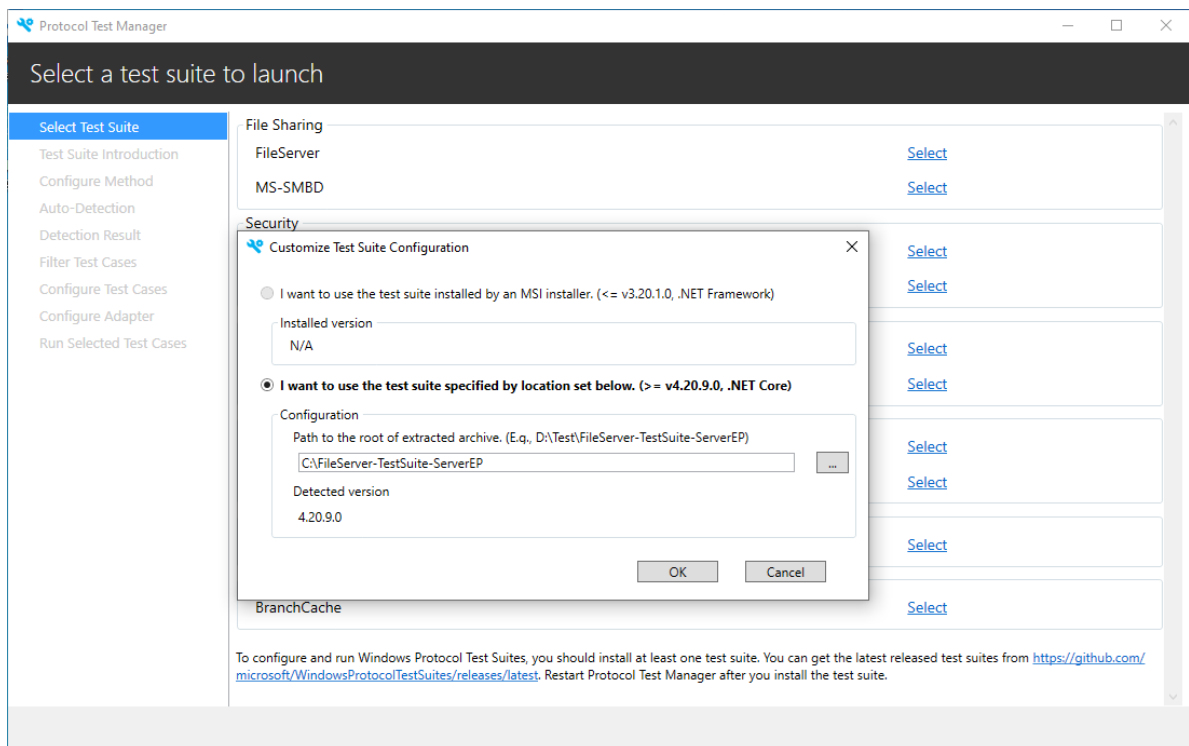 Protocol Test Manager
Select a test suite to launch
Select Test Suite
Test Suite Introduction
Configure Method
Auto-Detection
Detection Result
Filter Test Cases
Configure Test Cases
Configure Adapter
Run Selected Test Cases
File Sharing
FileServer Select
MS-SMBD Select
Security
Select
Select
Select
Select
Select
Select
Select
Customize Test Suite Configuration
I want to use the test suite installed by an MSI installer. (<= v3.20.1.0, .NET Framework)
Installed version
N/A
I want to use the test suite specified by location set below. (>= v4.20.9.0, .NET Core)
Configuration
Path to the root of extracted archive. (E.g., D:\Test\FileServer-TestSuite-ServerEP)
C:\FileServer-TestSuite-ServerEP
...
Detected version
4.20.9.0
OK Cancel
BranchCache Select
To configure and run Windows Protocol Test Suites, you should install at least one test suite. You can get the latest released test suites from https://github.com/
microsoft/WindowsProtocolTestSuites/releases/latest. Restart Protocol Test Manager after you install the test suite.